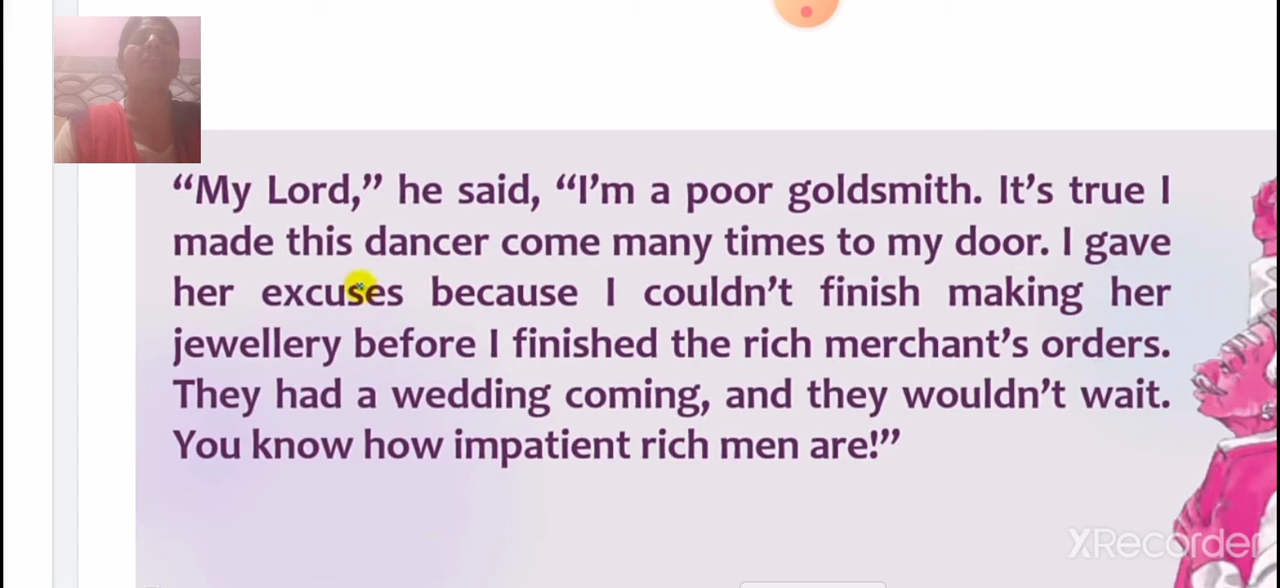 “My Lord,” he said, “I’m a poor goldsmith. It’s true I
made this dancer come many times to my door. I gave
her excuses because I couldn’t finish making her
jewellery before I finished the rich merchant’s orders.
They had a wedding coming, and they wouldn’t wait.
You know how impatient rich men are!”
XRecorder